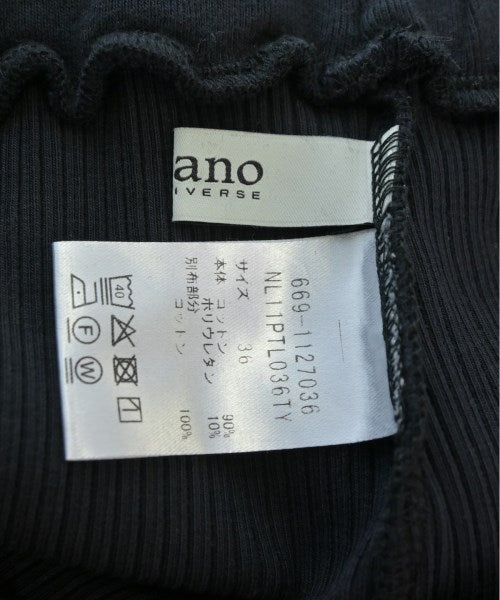 ano
IVERSE
669-1127036
NL11PTL036TY
サイズ 36
本体 コットン 90%
ポリウレタン 10%
別布部分
コットン 100%
40
F
W